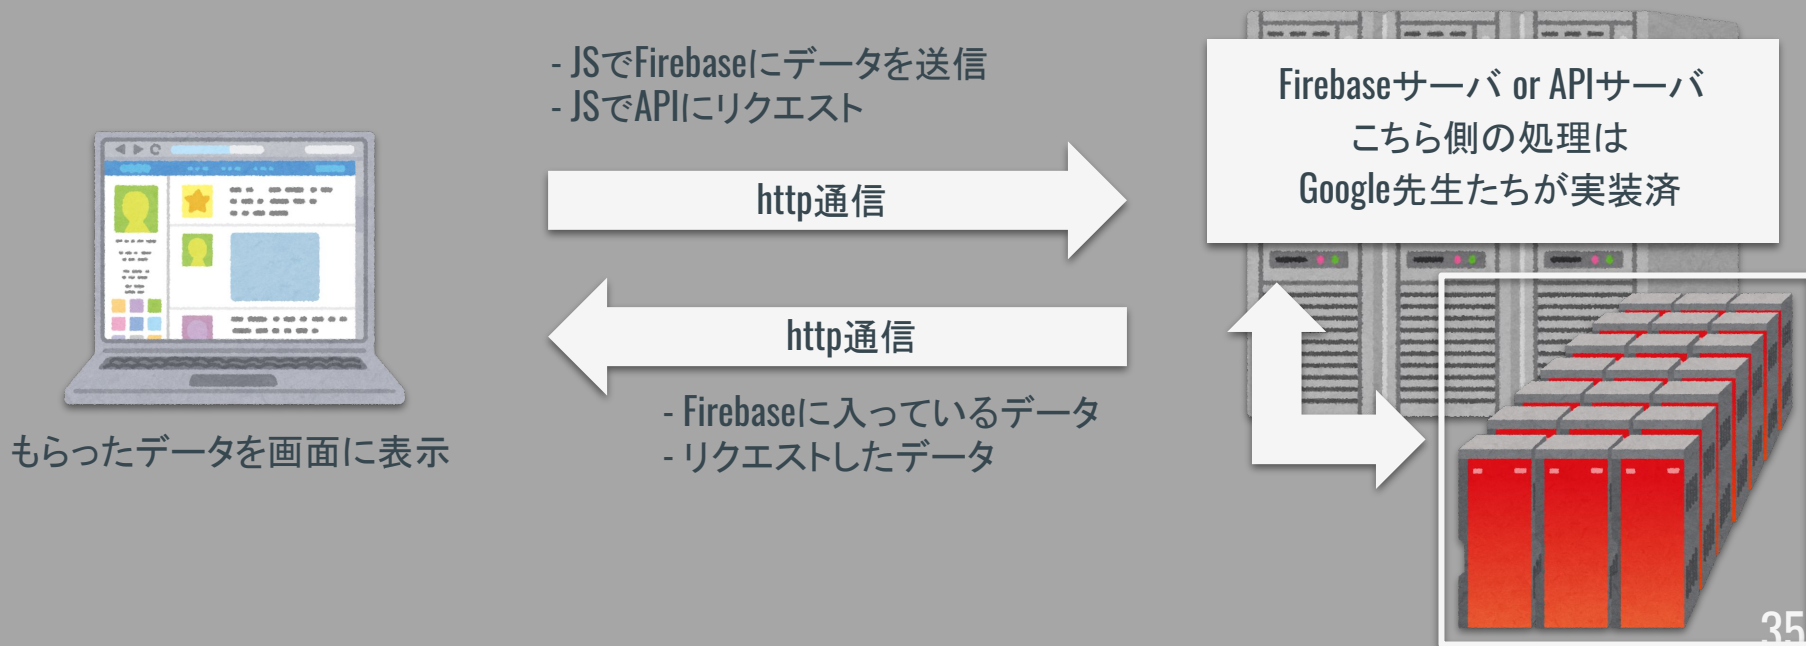 - JSでFirebaseにデータを送信
- JSでAPIにリクエスト
http通信
http通信
- Firebaseに入っているデータ
- リクエストしたデータ
もらったデータを画面に表示
Firebaseサーバ or APIサーバ
こちら側の処理は
Google先生たちが実装済
35